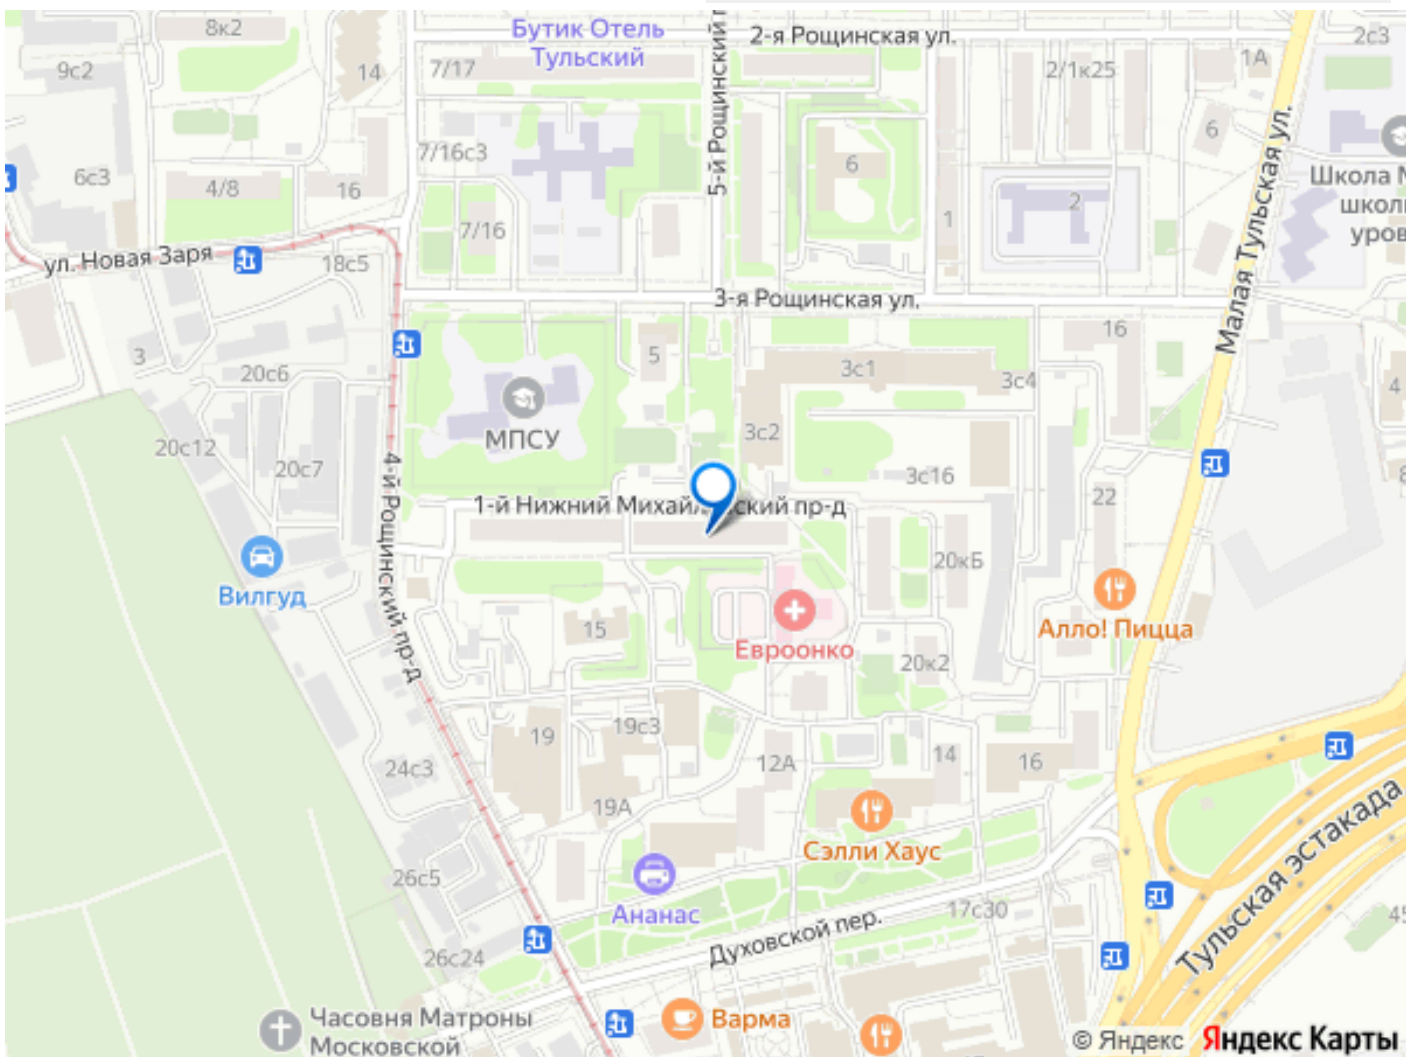 8к2
Бутик Отель
Тульский
5-й Рощинский п
2-я Рощинская ул.
2с3
1А
9с2
14
7/17
2/1к25
6
7/16с3
6
6с3
4/8
16
2
Школа №
школь
уров
7/16
1
ул. Новая Заря
18с5
Малая Тульская ул.
3-я Рощинская ул.
16
3
5
20с6
3с1
3с4
4
МПСУ
3с2
20с12
20с7
3с16
4-й Рощинский пр-д
1-й Нижний Михайловский пр-д
22
20кБ
Вилгуд
Алло! Пицца
15
Евроонко
20к2
19
19с3
12А
14
16
24с3
19А
Сэлли Хаус
Тульская эстакада
26с5
Ананас
17с30
45
Духовской пер.
26с24
Часовня Матроны
Московской
Варма
© Яндекс Яндекс Карты